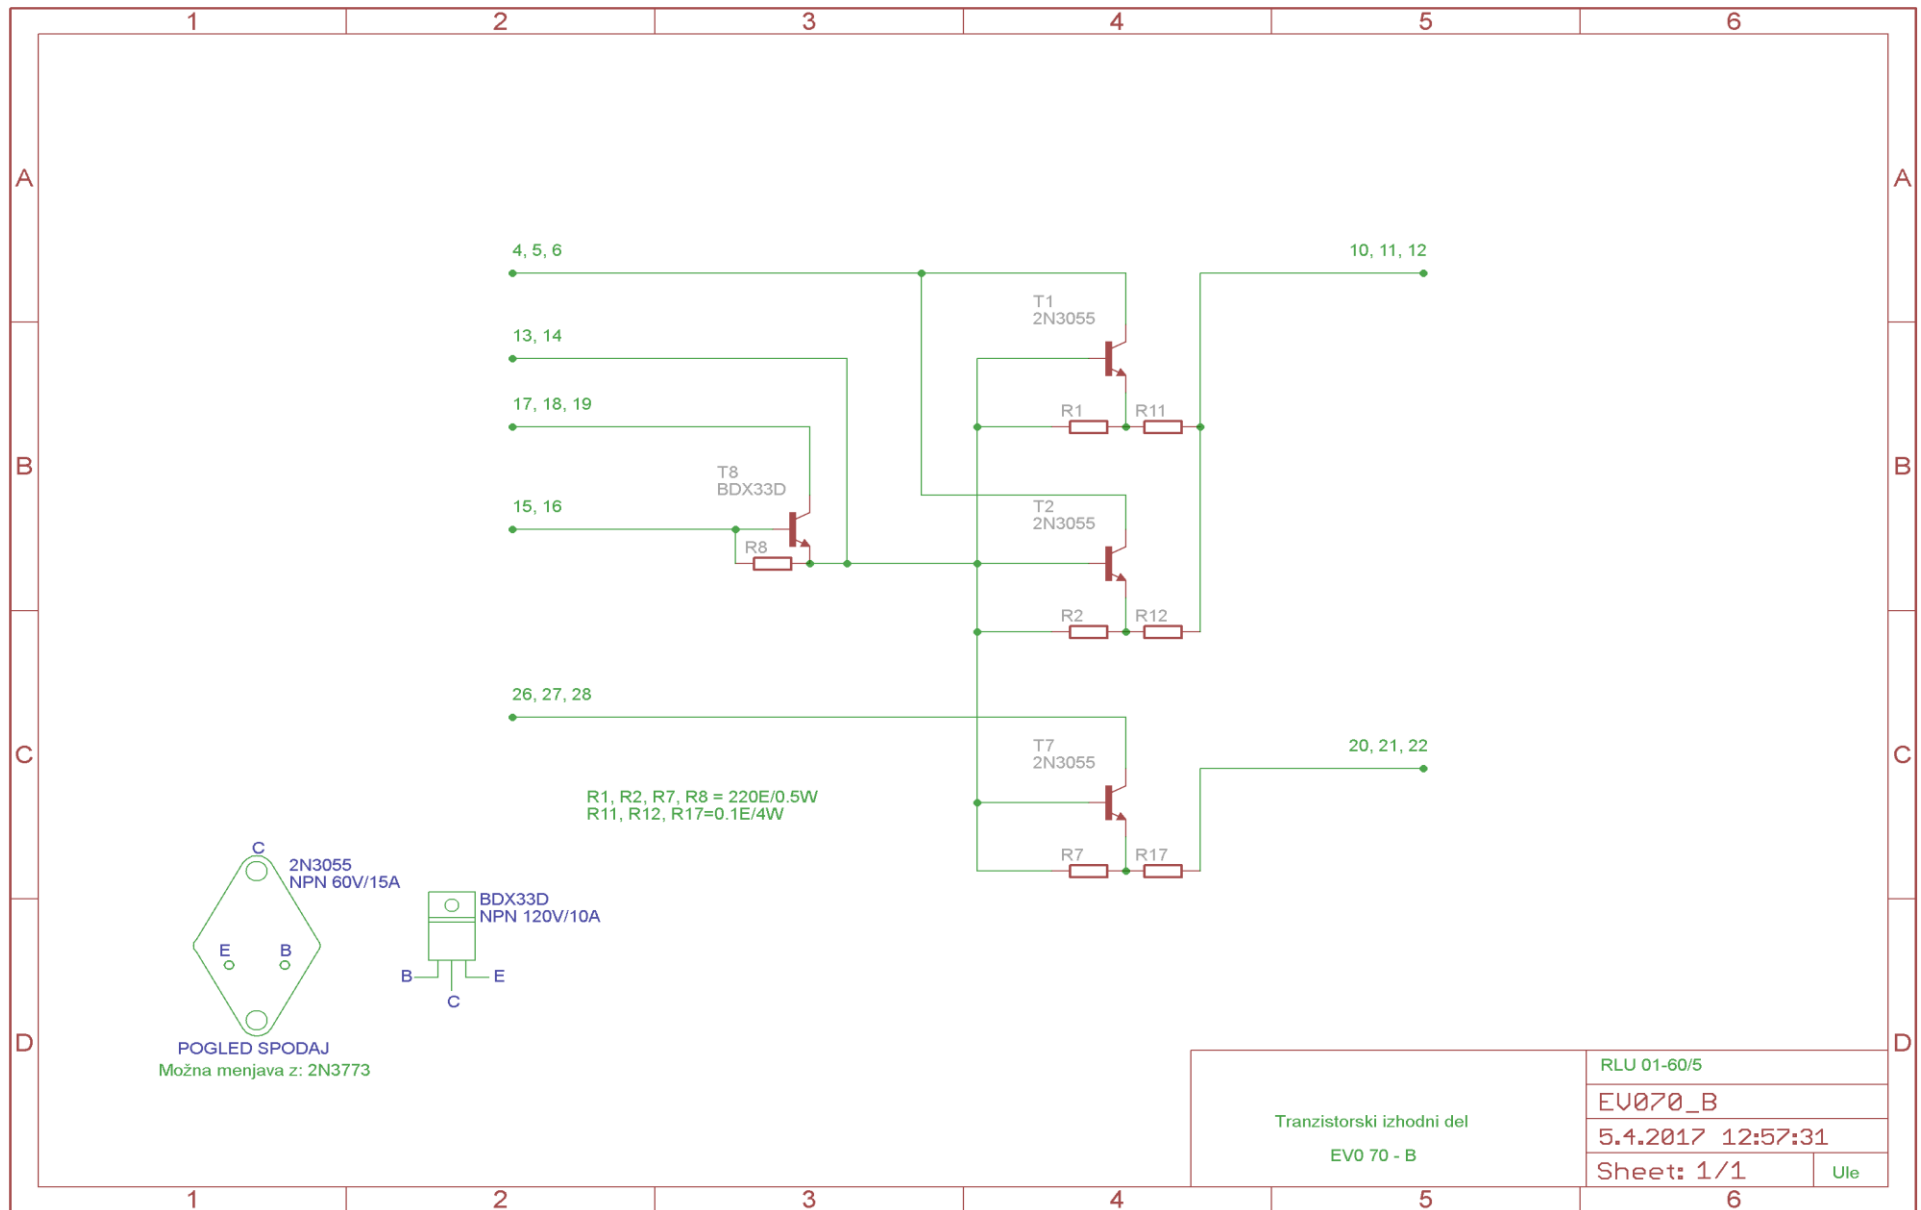 1 2 3 4 5 6
A A
4, 5, 6 10, 11, 12
T1
2N3055
13, 14
17, 18, 19
R1 R11
B B
T8
BDX33D
15, 16
T2
2N3055
R8
R2 R12
26, 27, 28
C C
T7
2N3055
20, 21, 22
R1, R2, R7, R8 = 220E/0.5W
R11, R12, R17=0.1E/4W
R7 R17
C
2N3055
NPN 60V/15A
BDX33D
NPN 120V/10A
E B
B E
C
POGLED SPODAJ
Možna menjava z: 2N3773
D D
Tranzistorski izhodni del
EV0 70 - B
RLU 01-60/5
EV070_B
5.4.2017 12:57:31
Sheet: 1/1
Ule
1 2 3 4 5 6